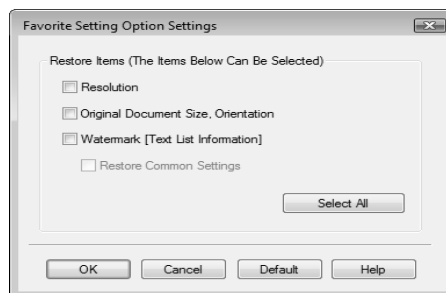 Favorite Setting Option Settings
Restore Items (The Items Below Can Be Selected)
Resolution
Original Document Size, Orientation
Watermark [Text List Information]
Restore Common Settings
Select All
OK Cancel Default Help